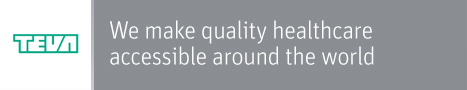 TEVA
We make quality healthcare
accessible around the world